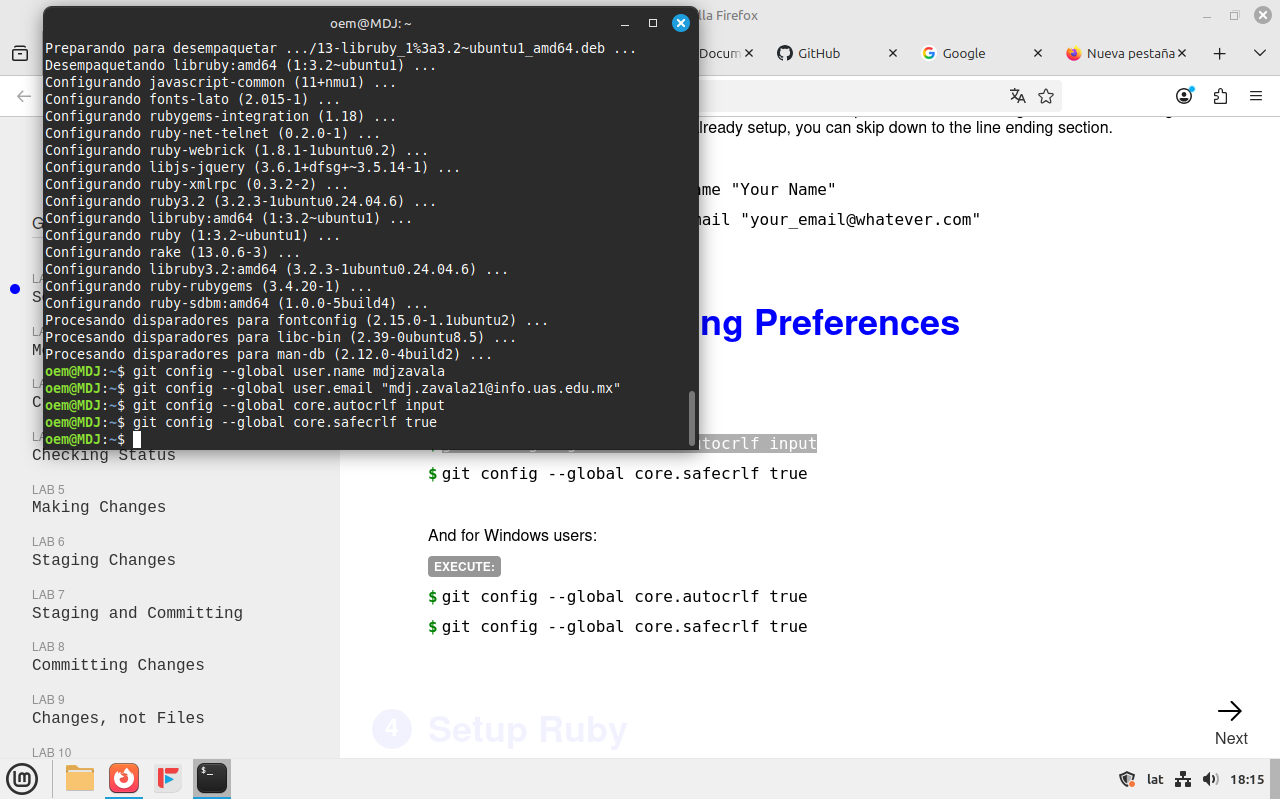 oem@MDJ: ~
lla Firefox
Docum
GitHub
Google
Nueva pestaña
Preparando para desempaquetar .../13-libruby_1%3a3.2~ubuntu1_amd64.deb ...
Desempaquetando libruby:amd64 (1:3.2~ubuntu1) ...
Configurando javascript-common (11+nmu1) ...
Configurando fonts-lato (2.015-1) ...
Configurando rubygems-integration (1.18) ...
Configurando ruby-net-telnet (0.2.0-1) ...
Configurando ruby-webrick (1.8.1-1ubuntu0.2) ...
Configurando libjs-jquery (3.6.1+dfsg+~3.5.14-1) ...
Configurando ruby-xmlrpc (0.3.2-2) ...
Configurando ruby3.2 (3.2.3-1ubuntu0.24.04.6) ...
Configurando libruby:amd64 (1:3.2~ubuntu1) ...
Configurando ruby (1:3.2~ubuntu1) ...
Configurando rake (13.0.6-3) ...
Configurando libruby3.2:amd64 (3.2.3-1ubuntu0.24.04.6) ...
Configurando ruby-rubygems (3.4.20-1) ...
Configurando ruby-sdbm:amd64 (1.0.0-5build4) ...
Procesando disparadores para fontconfig (2.15.0-1.1ubuntu2) ...
Procesando disparadores para libc-bin (2.39-0ubuntu8.5) ...
Procesando disparadores para man-db (2.12.0-4build2) ...
oem@MDJ:~$ git config --global user.name mdjzavala
oem@MDJ:~$ git config --global user.email "mdj.zavala21@info.uas.edu.mx"
oem@MDJ:~$ git config --global core.autocrlf input
oem@MDJ:~$ git config --global core.safecrlf true
oem@MDJ:~$
lready setup, you can skip down to the line ending section.
ame "Your Name"
mail "your_email@whatever.com"
ng Preferences
tocrlf input
$ git config --global core.safecrlf true
And for Windows users:
EXECUTE:
$ git config --global core.autocrlf true
$ git config --global core.safecrlf true
4 Setup Ruby
Next
Checking Status
LAB 5
Making Changes
LAB 6
Staging Changes
LAB 7
Staging and Committing
LAB 8
Committing Changes
LAB 9
Changes, not Files
LAB 10
lat
18:15